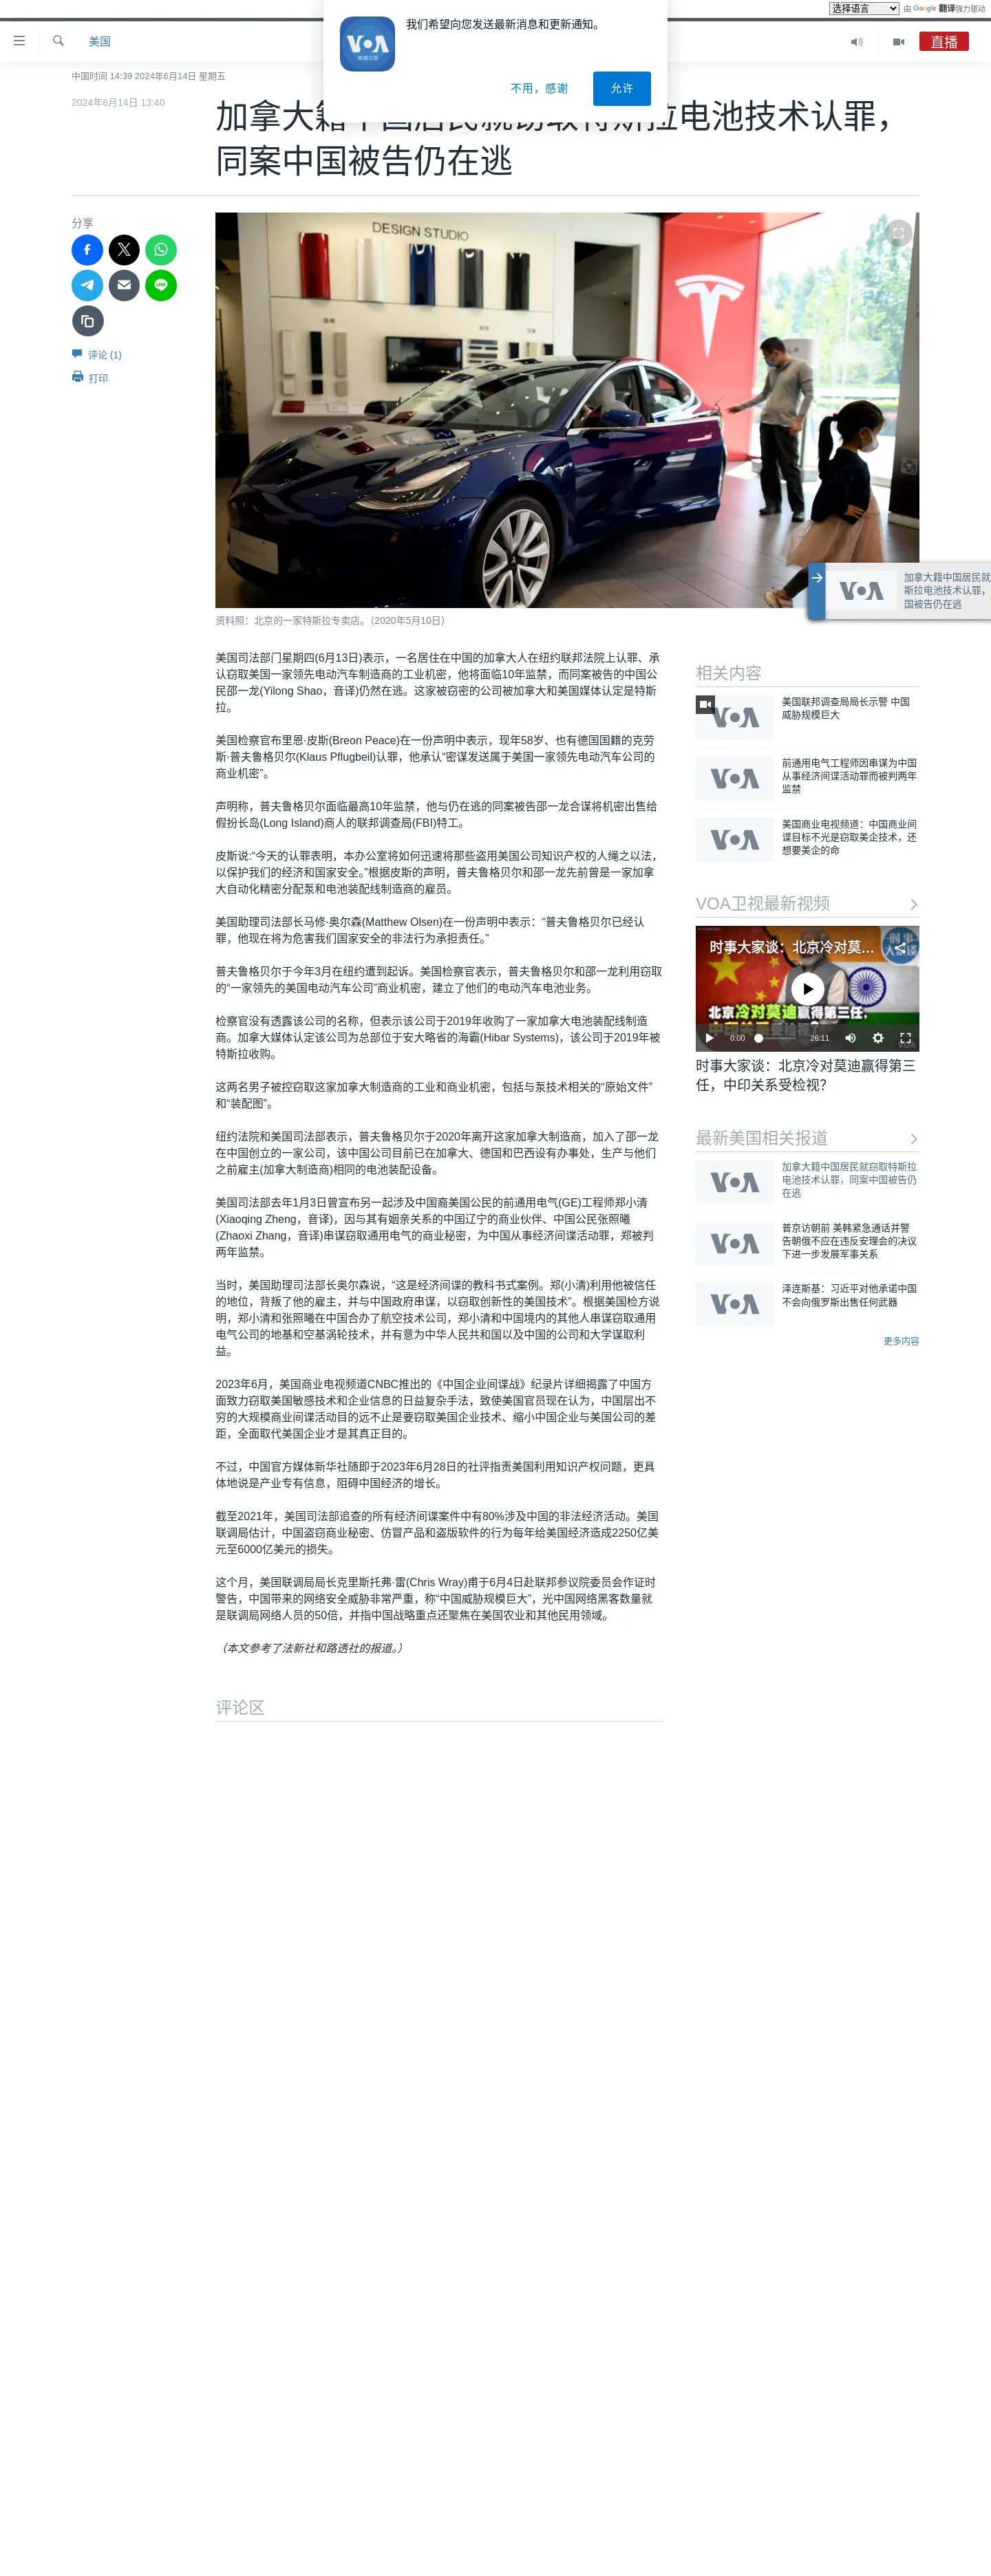 选择语言
由 Google 翻译强力驱动
美国
我们希望向您发送最新消息和更新通知。
VOA
美国之音
不用，感谢
允许
直播
中国时间 14:39 2024年6月14日 星期五
2024年6月14日 13:40
加拿大籍中国居民就窃取特斯拉电池技术认罪，
同案中国被告仍在逃
分享
LINE
评论 (1)
打印
DESIGN STUDIO
资料照：北京的一家特斯拉专卖店。（2020年5月10日）
VOA
加拿大籍中国居民就
斯拉电池技术认罪，
国被告仍在逃
美国司法部门星期四(6月13日)表示，一名居住在中国的加拿大人在纽约联邦法院上认罪、承
认窃取美国一家领先电动汽车制造商的工业机密，他将面临10年监禁，而同案被告的中国公
民邵一龙(Yilong Shao，音译)仍然在逃。这家被窃密的公司被加拿大和美国媒体认定是特斯
拉。
美国检察官布里恩·皮斯(Breon Peace)在一份声明中表示，现年58岁、也有德国国籍的克劳
斯·普夫鲁格贝尔(Klaus Pflugbeil)认罪，他承认“密谋发送属于美国一家领先电动汽车公司的
商业机密”。
声明称，普夫鲁格贝尔面临最高10年监禁，他与仍在逃的同案被告邵一龙合谋将机密出售给
假扮长岛(Long Island)商人的联邦调查局(FBI)特工。
皮斯说:“今天的认罪表明，本办公室将如何迅速将那些盗用美国公司知识产权的人绳之以法，
以保护我们的经济和国家安全。”根据皮斯的声明，普夫鲁格贝尔和邵一龙先前曾是一家加拿
大自动化精密分配泵和电池装配线制造商的雇员。
美国助理司法部长马修·奥尔森(Matthew Olsen)在一份声明中表示：“普夫鲁格贝尔已经认
罪，他现在将为危害我们国家安全的非法行为承担责任。”
普夫鲁格贝尔于今年3月在纽约遭到起诉。美国检察官表示，普夫鲁格贝尔和邵一龙利用窃取
的“一家领先的美国电动汽车公司”商业机密，建立了他们的电动汽车电池业务。
检察官没有透露该公司的名称，但表示该公司于2019年收购了一家加拿大电池装配线制造
商。加拿大媒体认定该公司为总部位于安大略省的海霸(Hibar Systems)，该公司于2019年被
特斯拉收购。
这两名男子被控窃取这家加拿大制造商的工业和商业机密，包括与泵技术相关的“原始文件”
和“装配图”。
纽约法院和美国司法部表示，普夫鲁格贝尔于2020年离开这家加拿大制造商，加入了邵一龙
在中国创立的一家公司，该中国公司目前已在加拿大、德国和巴西设有办事处，生产与他们
之前雇主(加拿大制造商)相同的电池装配设备。
美国司法部去年1月3日曾宣布另一起涉及中国裔美国公民的前通用电气(GE)工程师郑小清
(Xiaoqing Zheng，音译)，因与其有姻亲关系的中国辽宁的商业伙伴、中国公民张照曦
(Zhaoxi Zhang，音译)串谋窃取通用电气的商业秘密，为中国从事经济间谍活动罪，郑被判
两年监禁。
当时，美国助理司法部长奥尔森说，“这是经济间谍的教科书式案例。郑(小清)利用他被信任
的地位，背叛了他的雇主，并与中国政府串谋，以窃取创新性的美国技术”。根据美国检方说
明，郑小清和张照曦在中国合办了航空技术公司，郑小清和中国境内的其他人串谋窃取通用
电气公司的地基和空基涡轮技术，并有意为中华人民共和国以及中国的公司和大学谋取利
益。
2023年6月，美国商业电视频道CNBC推出的《中国企业间谍战》纪录片详细揭露了中国方
面致力窃取美国敏感技术和企业信息的日益复杂手法，致使美国官员现在认为，中国层出不
穷的大规模商业间谍活动目的远不止是要窃取美国企业技术、缩小中国企业与美国公司的差
距，全面取代美国企业才是其真正目的。
不过，中国官方媒体新华社随即于2023年6月28日的社评指责美国利用知识产权问题，更具
体地说是产业专有信息，阻碍中国经济的增长。
截至2021年，美国司法部追查的所有经济间谍案件中有80%涉及中国的非法经济活动。美国
联调局估计，中国盗窃商业秘密、仿冒产品和盗版软件的行为每年给美国经济造成2250亿美
元至6000亿美元的损失。
这个月，美国联调局局长克里斯托弗·雷(Chris Wray)甫于6月4日赴联邦参议院委员会作证时
警告，中国带来的网络安全威胁非常严重，称“中国威胁规模巨大”，光中国网络黑客数量就
是联调局网络人员的50倍，并指中国战略重点还聚焦在美国农业和其他民用领域。
（本文参考了法新社和路透社的报道。）
评论区
相关内容
VOA
美国联邦调查局局长示警 中国
威胁规模巨大
VOA
前通用电气工程师因串谋为中国
从事经济间谍活动罪而被判两年
监禁
VOA
美国商业电视频道：中国商业间
谍目标不光是窃取美企技术，还
想要美企的命
VOA卫视最新视频
时事大家谈：北京冷对莫...
时事
大家谈
北京冷对莫迪赢得第三任，
0:00
26:11
VOA
时事大家谈：北京冷对莫迪赢得第三
任，中印关系受检视？
最新美国相关报道
VOA
加拿大籍中国居民就窃取特斯拉
电池技术认罪，同案中国被告仍
在逃
VOA
普京访朝前 美韩紧急通话并警
告朝俄不应在违反安理会的决议
下进一步发展军事关系
VOA
泽连斯基：习近平对他承诺中国
不会向俄罗斯出售任何武器
更多内容